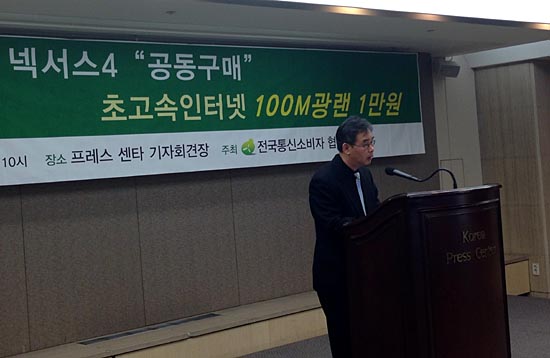 넥서스4 “공동구매”
초고속인터넷 100M광랜 1만원
10시 장소 프레스 센타 기자회견장 주최 전국통신소비자 협
Korea
Press Center